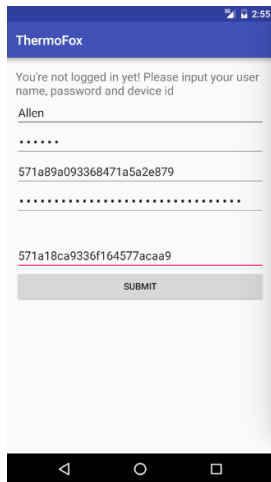 3G 2:55
ThermoFox
You're not logged in yet! Please input your user
name, password and device id
Allen
••••••
571a89a093368471a5a2e879
••••••••••••••••••••••••••••••••
571a18ca9336f164577acaa9
SUBMIT